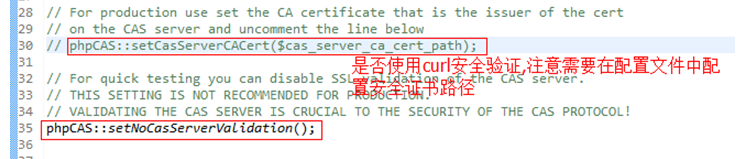 28 // For production use set the CA certificate that is the issuer of the cert
29 // on the CAS server and uncomment the line below
30 // phpCAS::setCasServerCACert($cas_server_ca_cert_path);
31
是否使用curl安全验证,注意需要在配置文件中配置安全证书路径
32 // For quick testing you can disable SSL validation of the CAS server.
33 // THIS SETTING IS NOT RECOMMENDED FOR PRODUCTION.
34 // VALIDATING THE CAS SERVER IS CRUCIAL TO THE SECURITY OF THE CAS PROTOCOL!
35 phpCAS::setNoCasServerValidation();
36